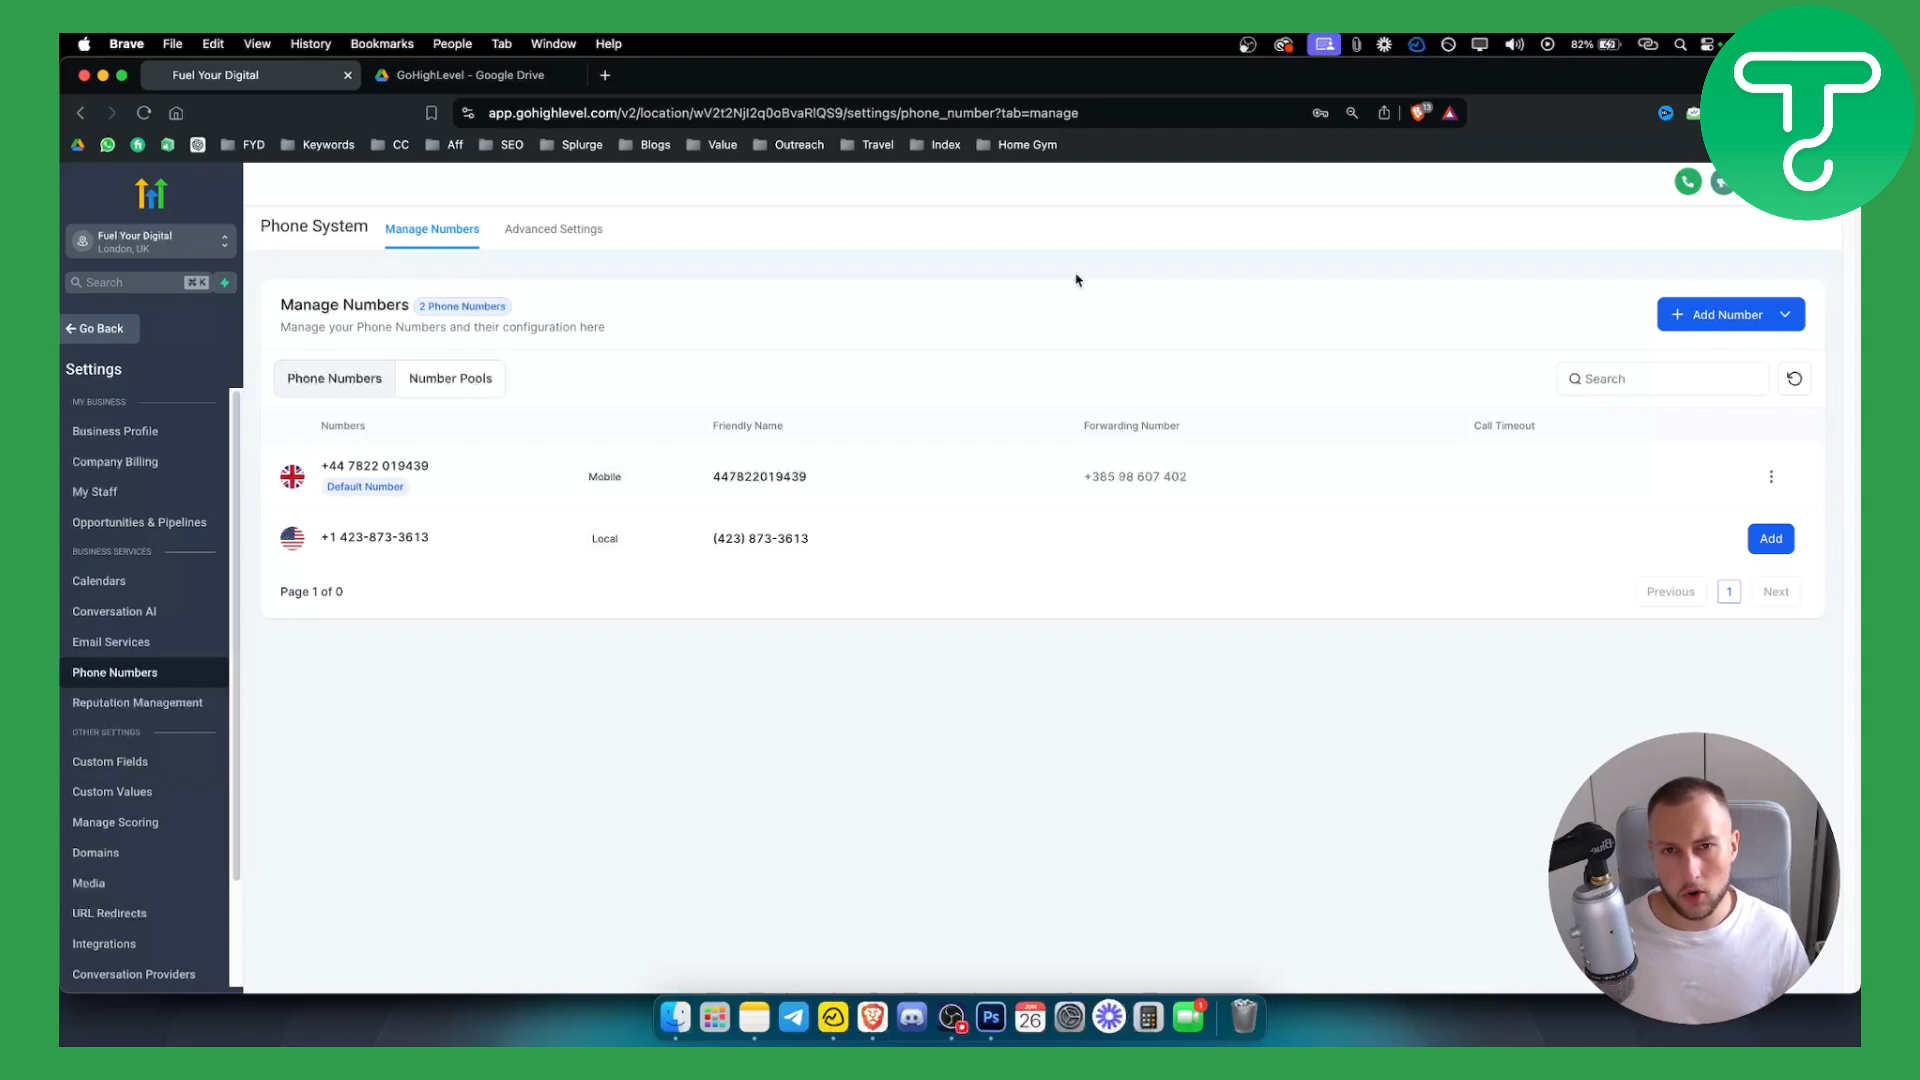 Brave File Edit View History Bookmarks People Tab Window Help 82%
Fuel Your Digital
GoHighLevel - Google Drive
app.gohighlevel.com/v2/location/wV2t2NjI2q0oBvaRlQS9/settings/phone_number?tab=manage
13
FYD Keywords CC Aff SEO Splurge Blogs Value Outreach Travel Index Home Gym
Fuel Your Digital
London, UK
Search ⌘ K
Go Back
Settings
MY BUSINESS
Business Profile
Company Billing
My Staff
Opportunities & Pipelines
BUSINESS SERVICES
Calendars
Conversation AI
Email Services
Phone Numbers
Reputation Management
OTHER SETTINGS
Custom Fields
Custom Values
Manage Scoring
Domains
Media
URL Redirects
Integrations
Conversation Providers
Phone System Manage Numbers Advanced Settings
Manage Numbers 2 Phone Numbers
Manage your Phone Numbers and their configuration here
+ Add Number
Phone Numbers Number Pools
Search
Numbers Friendly Name Forwarding Number Call Timeout
+44 7822 019439 Mobile 447822019439 +385 98 607 402
Default Number
+1 423-873-3613 Local (423) 873-3613 Add
Page 1 of 0
Previous 1 Next
Blue
Ps
JUN
26
1